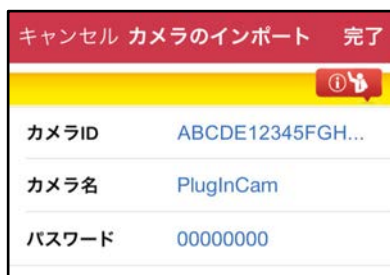 キャンセル カメラのインポート 完了
カメラID ABCDE12345FGH...
カメラ名 PlugInCam
パスワード 00000000